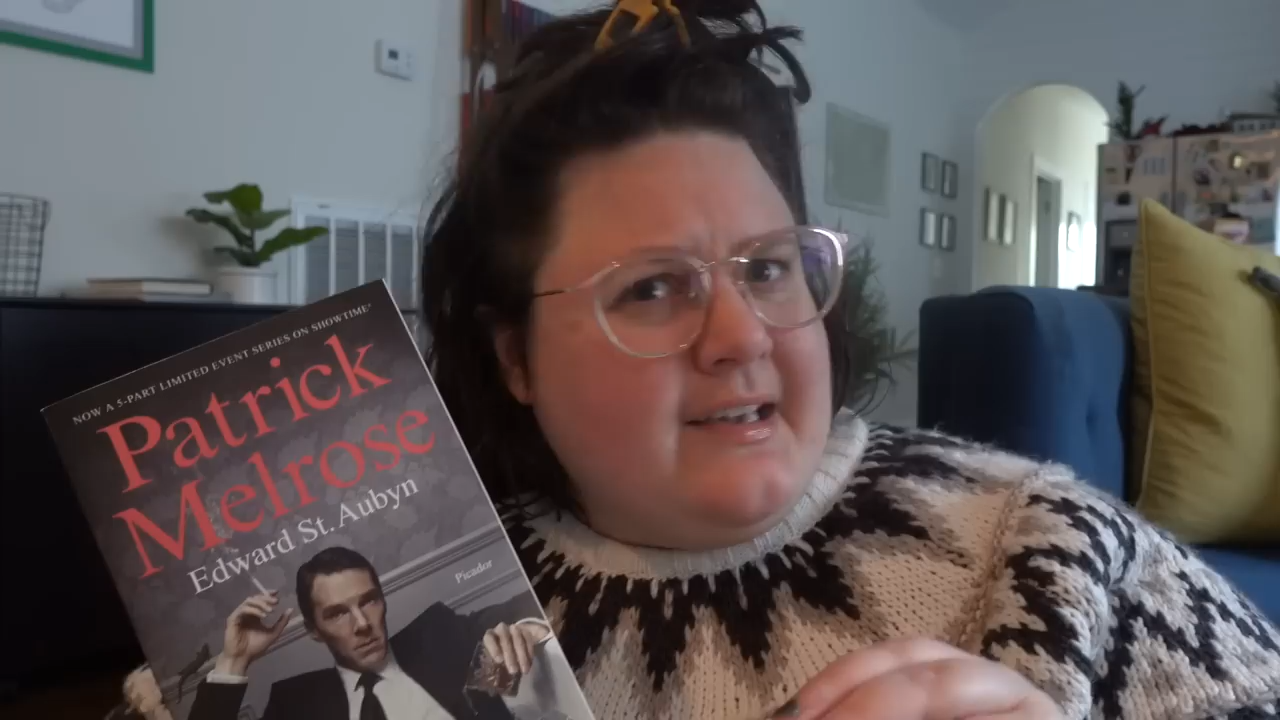 NOW A 5-PART LIMITED EVENT SERIES ON SHOWTIME®
Patrick
Melrose
Edward St. Aubyn
Picador